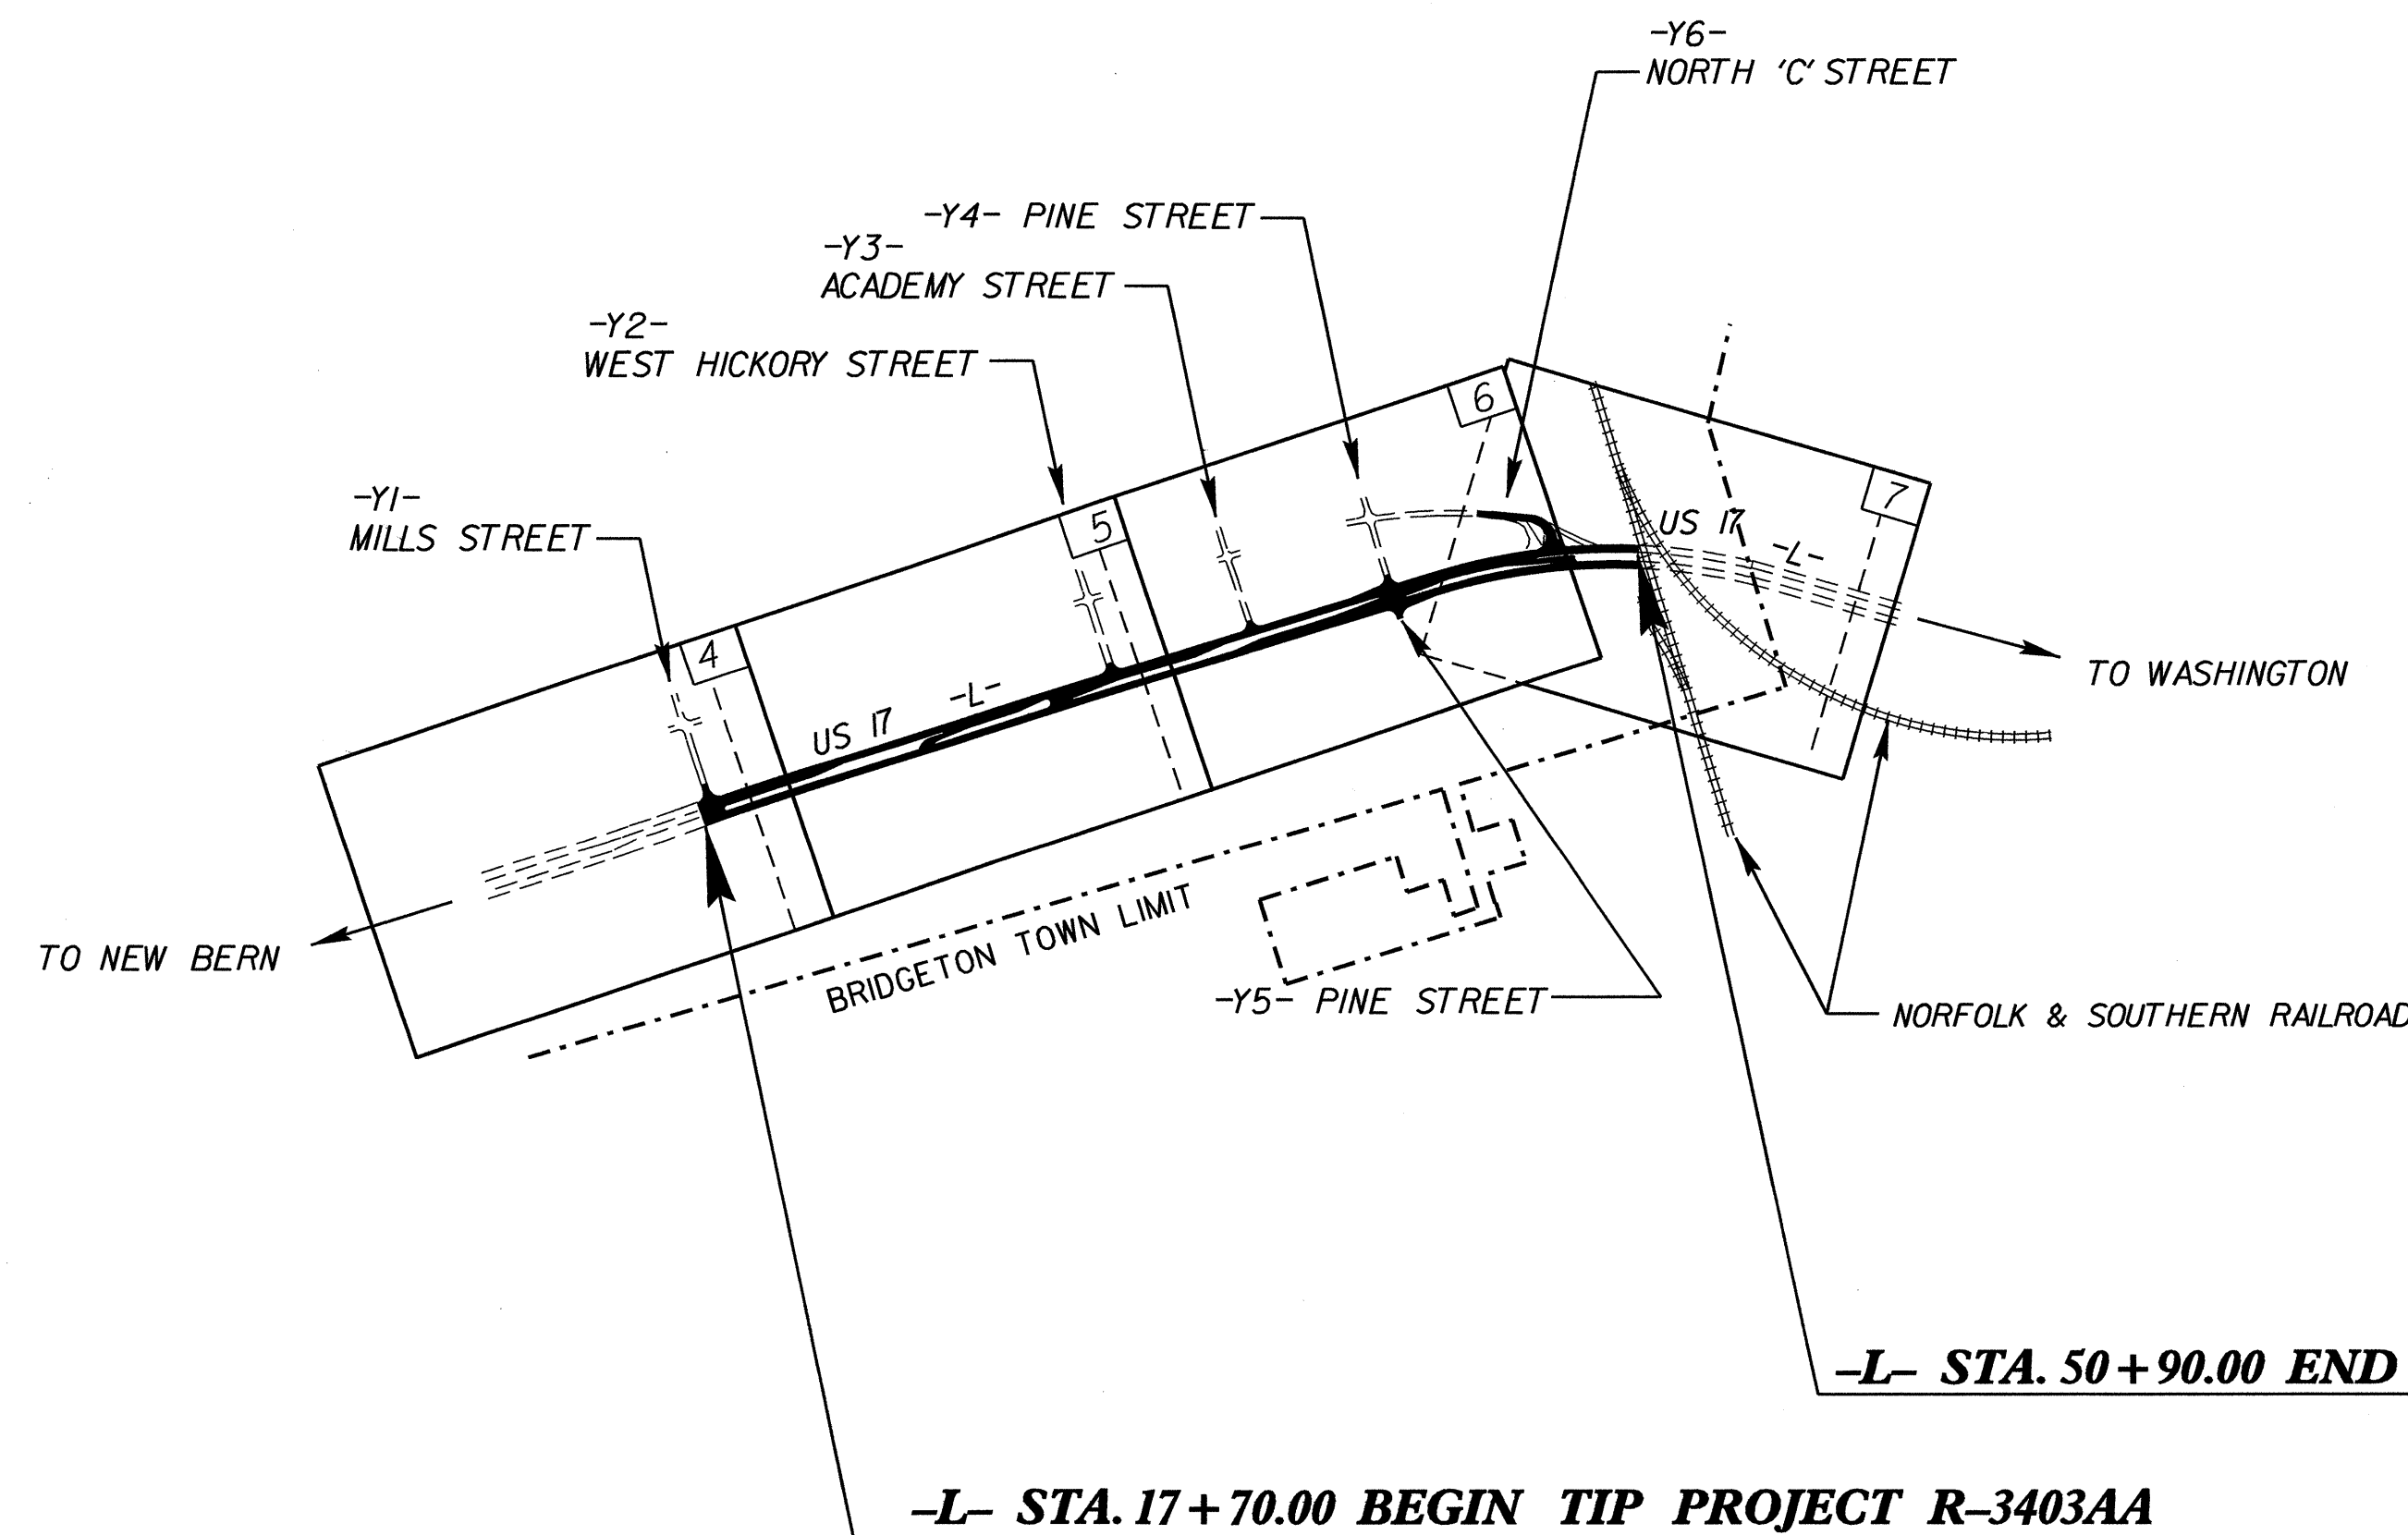 -Y6-
NORTH 'C' STREET
-Y4- PINE STREET
-Y3-
ACADEMY STREET
-Y2-
WEST HICKORY STREET
-Y1-
MILLS STREET
6
7
5
4
US 17
-L-
US 17
-L-
TO WASHINGTON
TO NEW BERN
BRIDGETON TOWN LIMIT
-Y5- PINE STREET
NORFOLK & SOUTHERN RAILROAD
-L- STA. 50+90.00 END
-L- STA. 17+70.00 BEGIN TIP PROJECT R-3403AA